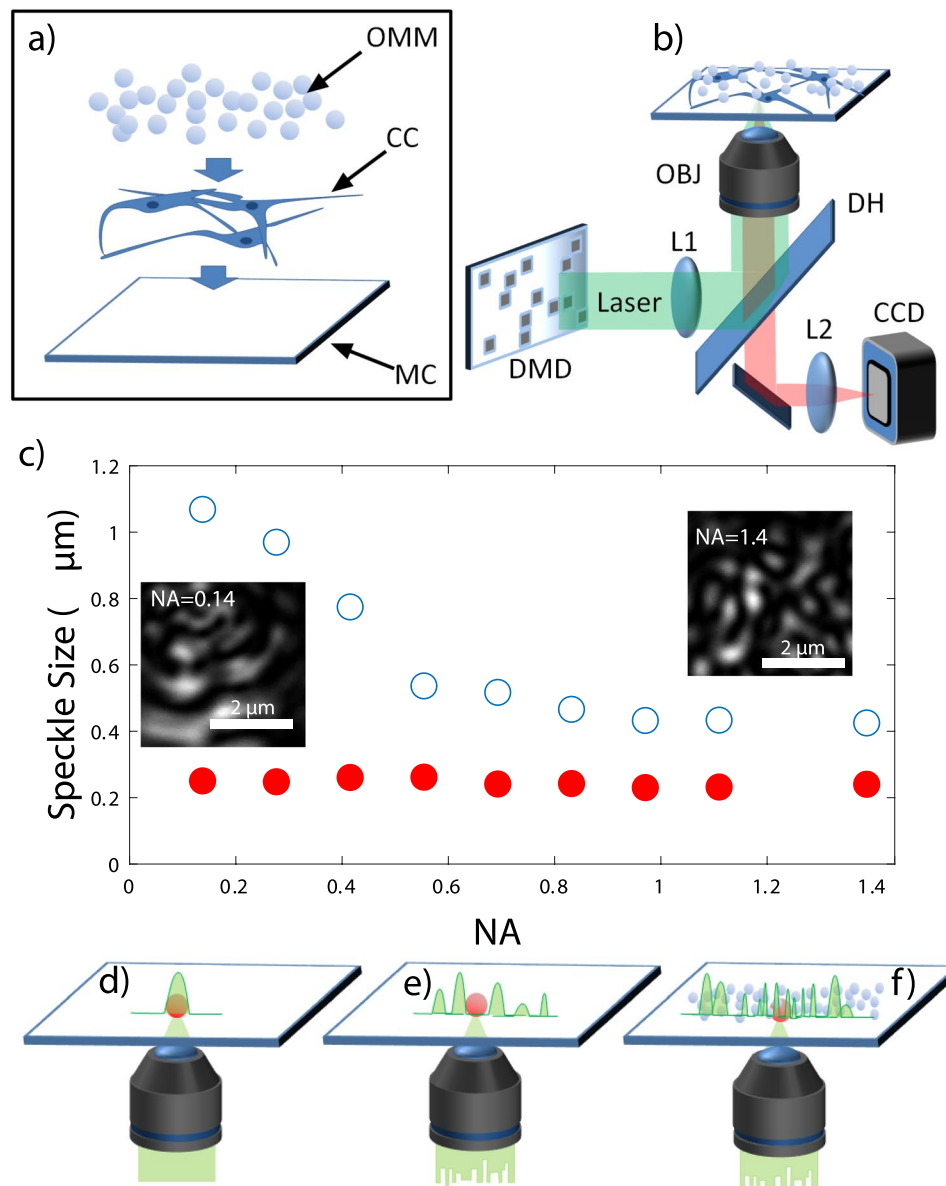 a)
OMM
CC
MC
b)
OBJ
DH
L1
Laser
DMD
L2
CCD
c)
1.2
1
0.8
0.6
0.4
0.2
0
Speckle Size ( µm)
NA=0.14
2 µm
NA=1.4
2 µm
0 0.2 0.4 0.6 0.8 1 1.2 1.4
NA
d)
e)
f)